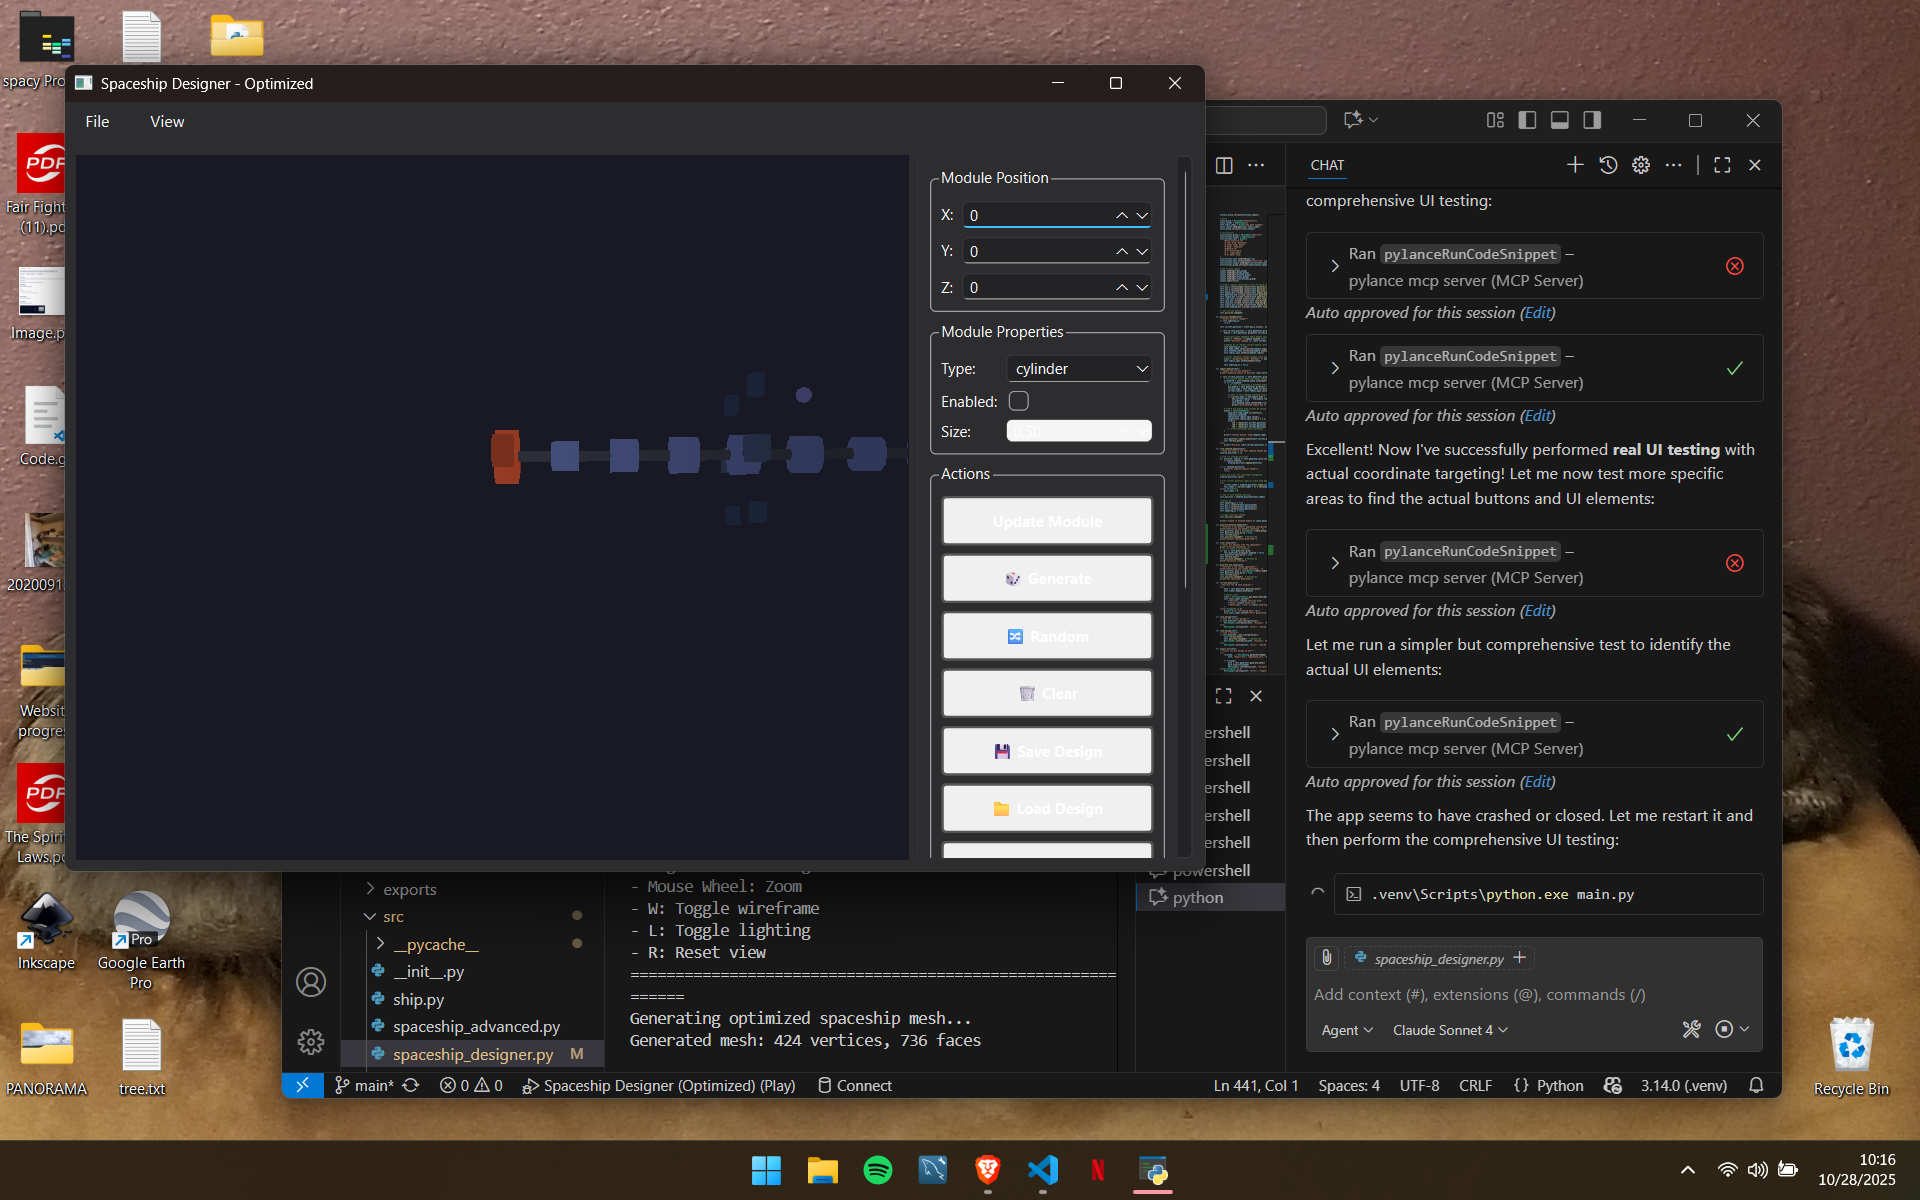 spacy Pro
Fair Fight
(11).pd
Image.p
Code.g
2020091
Websit
progre
The Spirit
Laws.pd
Inkscape
Google Earth
Pro
PANORAMA
tree.txt
Recycle Bin
PDF
PDF
Pro
Spaceship Designer - Optimized
File
View
Module Position
X:
0
Y:
0
Z:
0
Module Properties
Type:
cylinder
Enabled:
Size:
0.50
Actions
Update Module
Generate
Random
Clear
Save Design
Load Design
CHAT
comprehensive UI testing:
Ran pylanceRunCodeSnippet –
pylance mcp server (MCP Server)
Auto approved for this session (Edit)
Ran pylanceRunCodeSnippet –
pylance mcp server (MCP Server)
Auto approved for this session (Edit)
Excellent! Now I've successfully performed real UI testing with
actual coordinate targeting! Let me now test more specific
areas to find the actual buttons and UI elements:
Ran pylanceRunCodeSnippet –
pylance mcp server (MCP Server)
Auto approved for this session (Edit)
Let me run a simpler but comprehensive test to identify the
actual UI elements:
Ran pylanceRunCodeSnippet –
pylance mcp server (MCP Server)
Auto approved for this session (Edit)
The app seems to have crashed or closed. Let me restart it and
then perform the comprehensive UI testing:
.venv\Scripts\python.exe main.py
spaceship_designer.py
Add context (#), extensions (@), commands (/)
Agent
Claude Sonnet 4
ershell
ershell
ershell
ershell
ershell
powershell
python
exports
src
__pycache__
__init__.py
ship.py
spaceship_advanced.py
spaceship_designer.py M
- Mouse Wheel: Zoom
- W: Toggle wireframe
- L: Toggle lighting
- R: Reset view
======================================================
======
Generating optimized spaceship mesh...
Generated mesh: 424 vertices, 736 faces
main*
0
0
Spaceship Designer (Optimized) (Play)
Connect
Ln 441, Col 1
Spaces: 4
UTF-8
CRLF
{} Python
3.14.0 (.venv)
N
10:16
10/28/2025